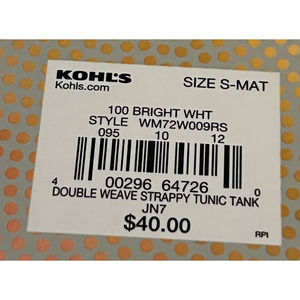 KOHL'S SIZE S-MAT
Kohls.com
100 BRIGHT WHT
STYLE WM72W009RS
095 10 12
4 00296 64726 0
DOUBLE WEAVE STRAPPY TUNIC TANK
JN7
$40.00
RPI